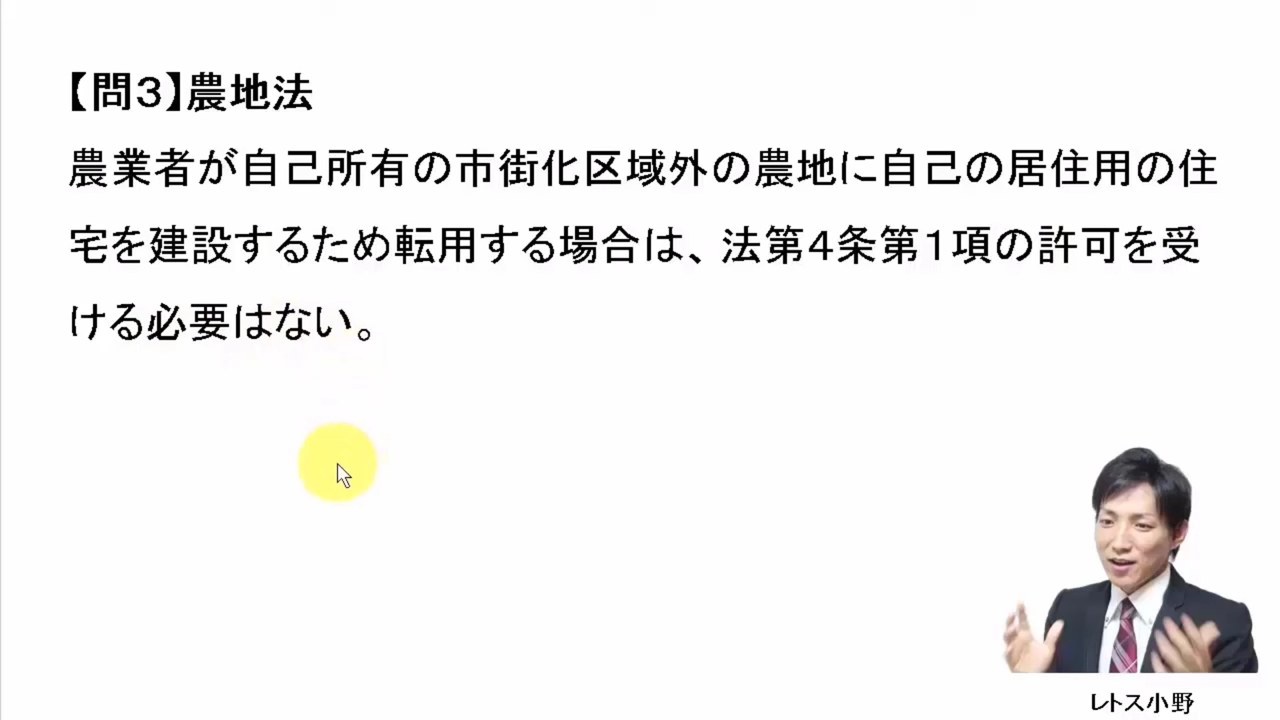 【問３】農地法
農業者が自己所有の市街化区域外の農地に自己の居住用の住
宅を建設するため転用する場合は、法第４条第１項の許可を受
ける必要はない。
レトス小野